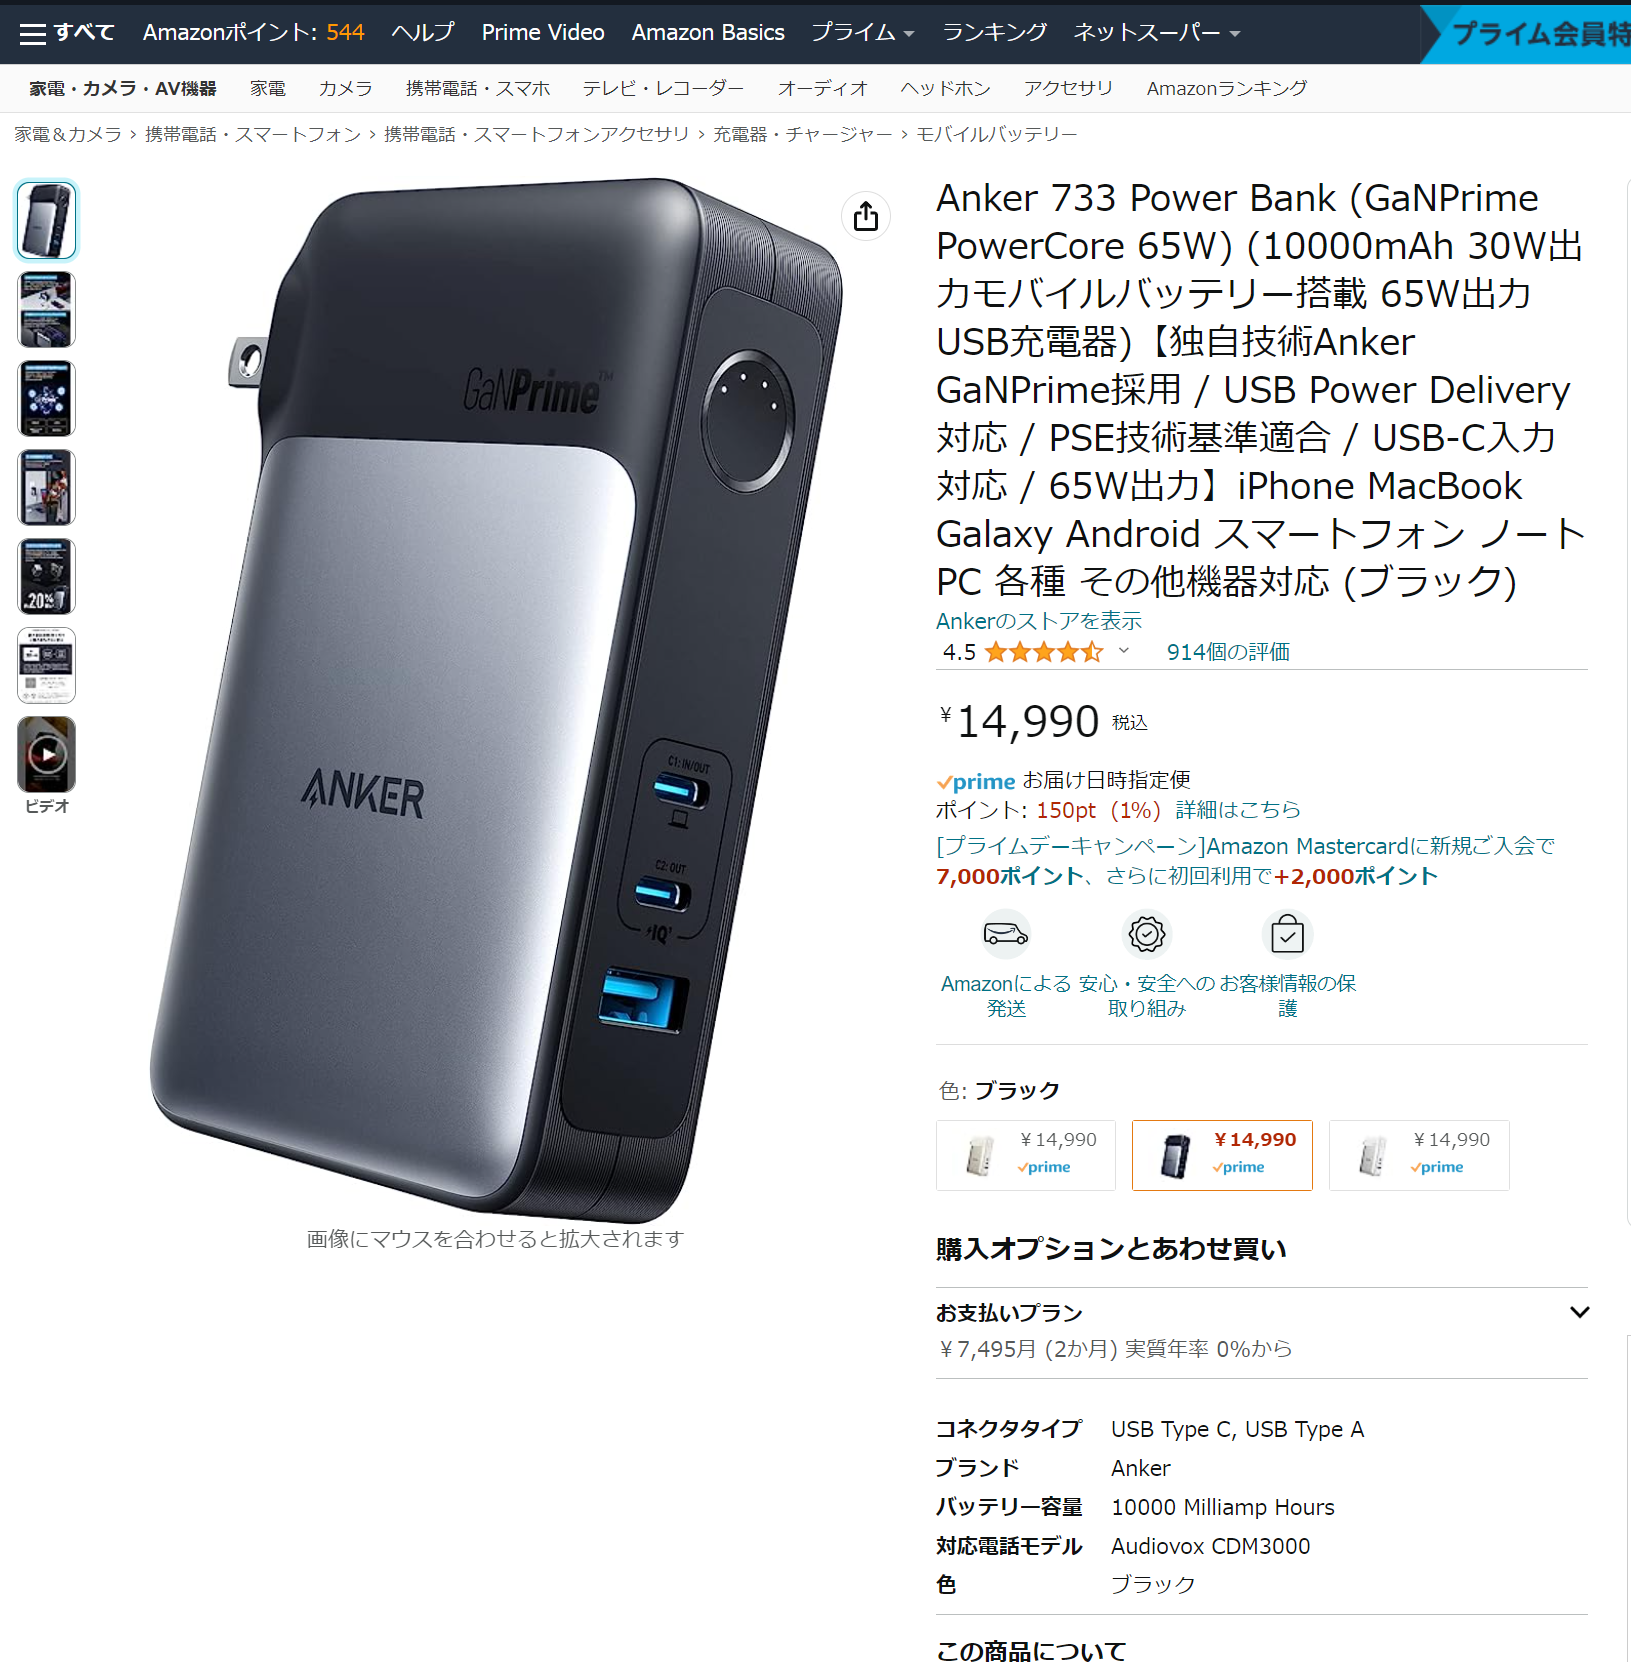 すべて Amazonポイント: 544 ヘルプ Prime Video Amazon Basics プライム ランキング ネットスーパー プライム会員特
家電・カメラ・AV機器 家電 カメラ 携帯電話・スマホ テレビ・レコーダー オーディオ ヘッドホン アクセサリ Amazonランキング
家電＆カメラ › 携帯電話・スマートフォン › 携帯電話・スマートフォンアクセサリ › 充電器・チャージャー › モバイルバッテリー
20%
ビデオ
GaNPrime™
ANKER
C1: IN/OUT
C2: OUT
IQ
画像にマウスを合わせると拡大されます
Anker 733 Power Bank (GaNPrime
PowerCore 65W) (10000mAh 30W出
力モバイルバッテリー搭載 65W出力
USB充電器)【独自技術Anker
GaNPrime採用 / USB Power Delivery
対応 / PSE技術基準適合 / USB-C入力
対応 / 65W出力】iPhone MacBook
Galaxy Android スマートフォン ノート
PC 各種 その他機器対応 (ブラック)
Ankerのストアを表示
4.5 914個の評価
￥14,990 税込
prime お届け日時指定便
ポイント: 150pt (1%) 詳細はこちら
[プライムデーキャンペーン]Amazon Mastercardに新規ご入会で
7,000ポイント、さらに初回利用で+2,000ポイント
Amazonによる
発送
安心・安全への
取り組み
お客様情報の保
護
色: ブラック
￥14,990 ￥14,990 ￥14,990
prime prime prime
購入オプションとあわせ買い
お支払いプラン
￥7,495月 (2か月) 実質年率 0%から
コネクタタイプ USB Type C, USB Type A
ブランド Anker
バッテリー容量 10000 Milliamp Hours
対応電話モデル Audiovox CDM3000
色 ブラック
この商品について